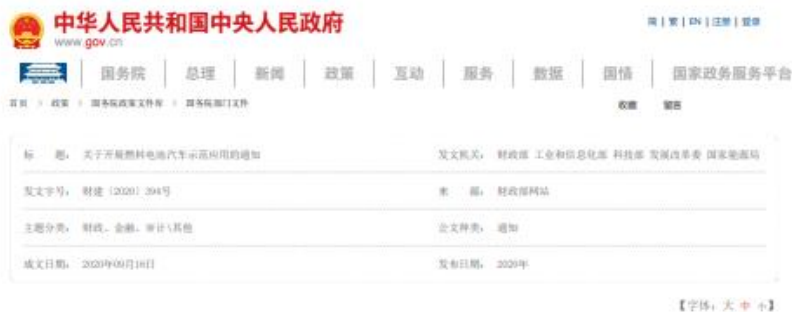 中华人民共和国中央人民政府
www.gov.cn
简 | 繁 | EN | 注册 | 登录
国务院 | 总理 | 新闻 | 政策 | 互动 | 服务 | 数据 | 国情 | 国家政务服务平台
首页 > 政策 > 国务院政策文件库 > 国务院部门文件
收藏 留言
标 题： 关于开展燃料电池汽车示范应用的通知 发文机关： 财政部 工业和信息化部 科技部 发展改革委 国家能源局
发文字号： 财建〔2020〕394号 来 源： 财政部网站
主题分类： 财政、金融、审计\其他 公文种类： 通知
成文日期： 2020年09月16日 发布日期： 2020年
【字体：大 中 小】